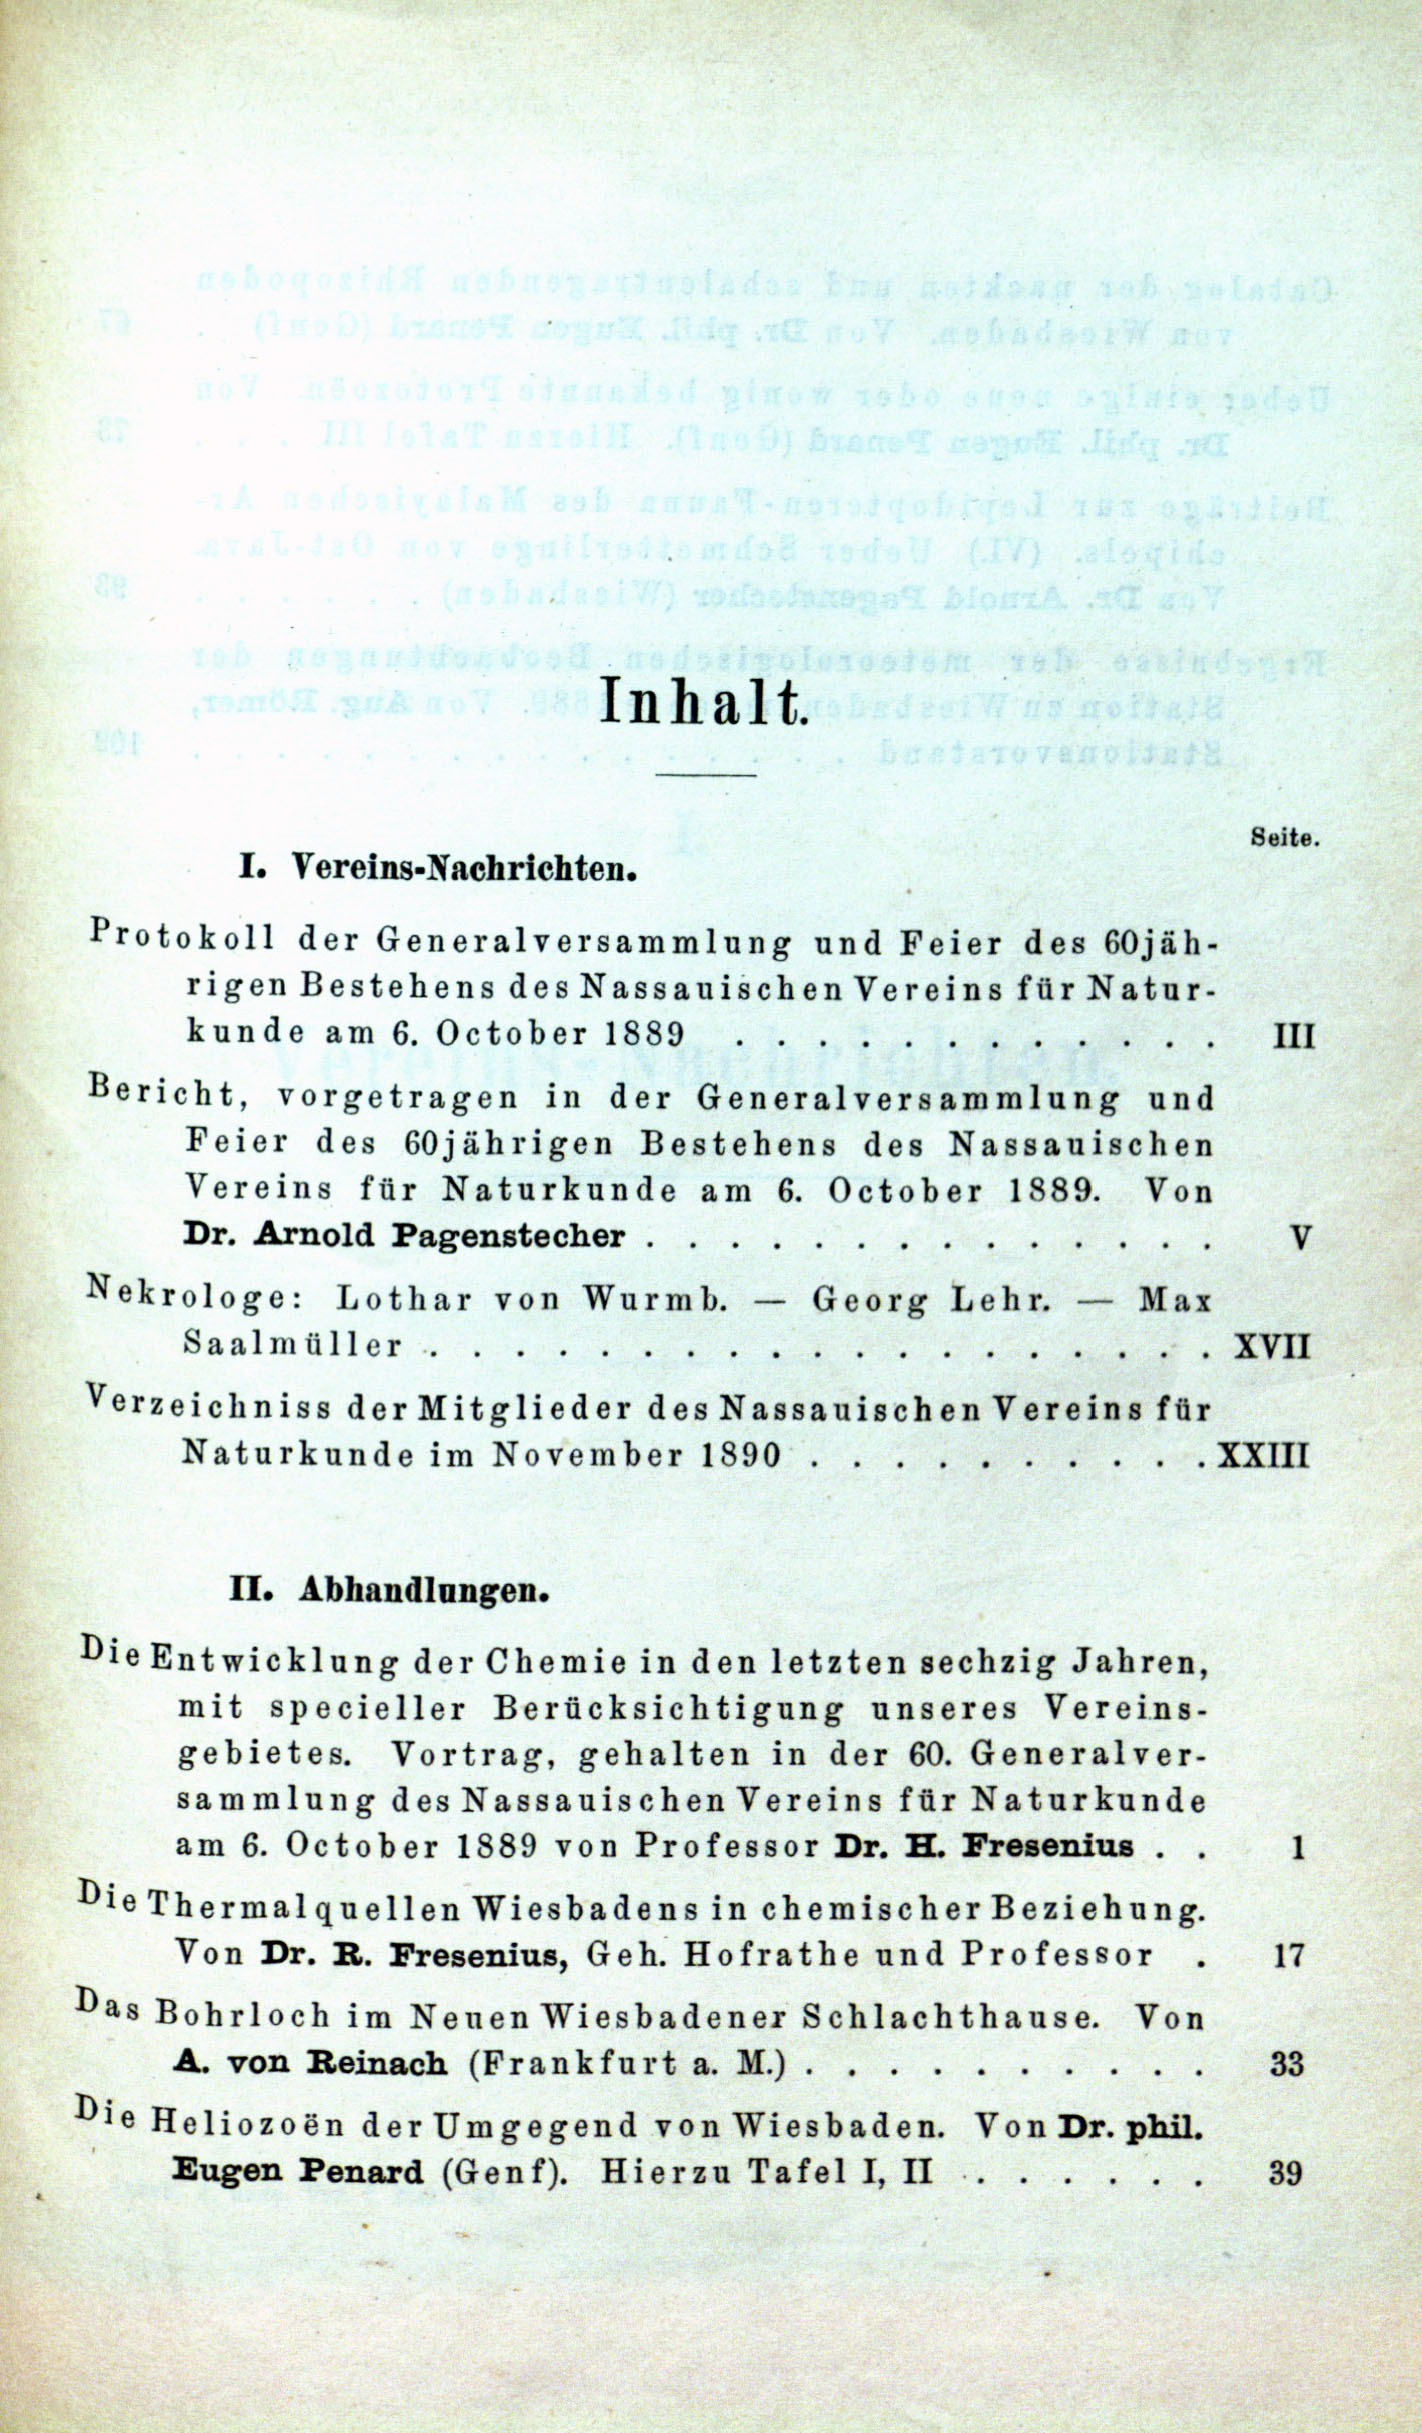 Inhalt.
Seite.
I. Vereins-Nachrichten.
Protokoll der Generalversammlung und Feier des 60jäh-
rigen Bestehens des Nassauischen Vereins für Natur-
kunde am 6. October 1889 . . . . . . . . . . . . III
Bericht, vorgetragen in der Generalversammlung und
Feier des 60jährigen Bestehens des Nassauischen
Vereins für Naturkunde am 6. October 1889. Von
Dr. Arnold Pagenstecher . . . . . . . . . . . . . . V
Nekrologe: Lothar von Wurmb. — Georg Lehr. — Max
Saalmüller . . . . . . . . . . . . . . . . . . . XVII
Verzeichniss der Mitglieder des Nassauischen Vereins für
Naturkunde im November 1890 . . . . . . . . . . XXIII
II. Abhandlungen.
Die Entwicklung der Chemie in den letzten sechzig Jahren,
mit specieller Berücksichtigung unseres Vereins-
gebietes. Vortrag, gehalten in der 60. Generalver-
sammlung des Nassauischen Vereins für Naturkunde
am 6. October 1889 von Professor Dr. H. Fresenius . . 1
Die Thermalquellen Wiesbadens in chemischer Beziehung.
Von Dr. R. Fresenius, Geh. Hofrathe und Professor . 17
Das Bohrloch im Neuen Wiesbadener Schlachthause. Von
A. von Reinach (Frankfurt a. M.) . . . . . . . . . . 33
Die Heliozoën der Umgegend von Wiesbaden. Von Dr. phil.
Eugen Penard (Genf). Hierzu Tafel I, II . . . . . . 39